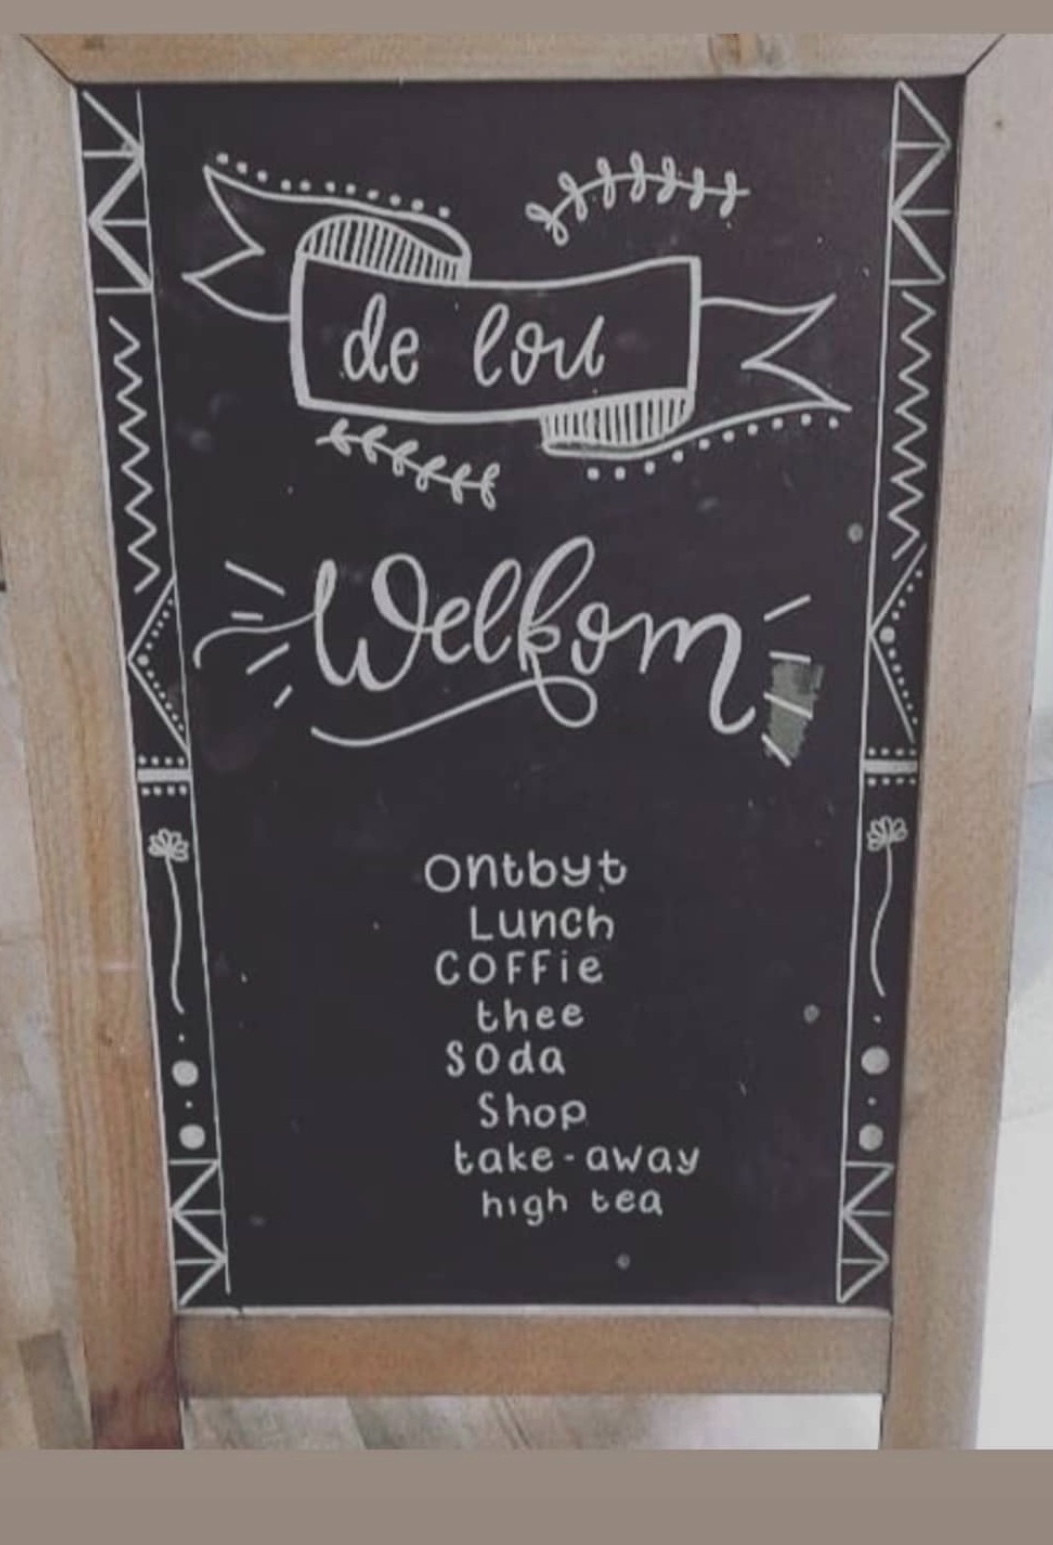 de lou
Welkom
Ontbyt
Lunch
COFFie
thee
Soda
Shop
take-away
high tea